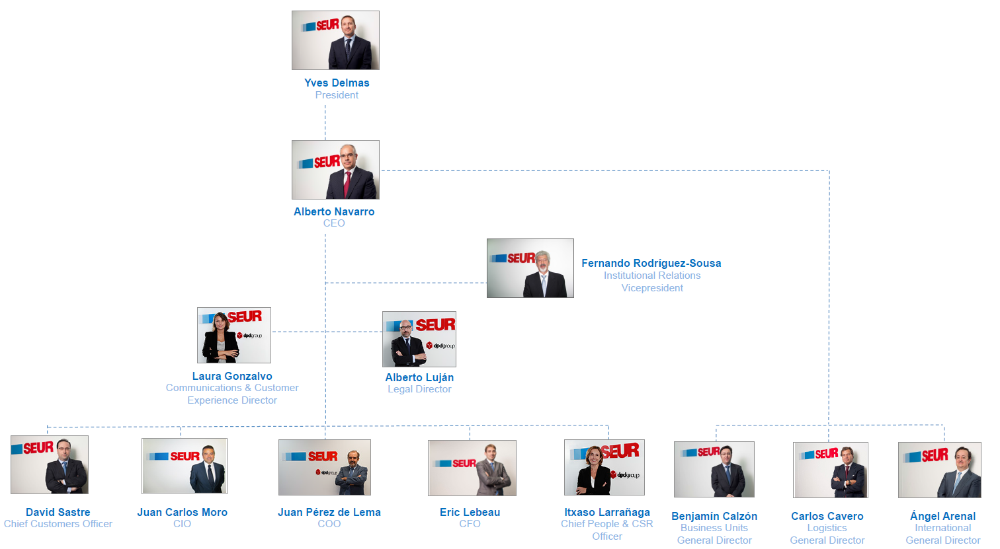 SEUR
Yves Delmas
President
SEUR
Alberto Navarro
CEO
SEUR
Fernando Rodríguez-Sousa
Institutional Relations
Vicepresident
SEUR
dpdgroup
Laura Gonzalvo
Communications & Customer
Experience Director
SEUR
dpdgroup
Alberto Luján
Legal Director
SEUR
David Sastre
Chief Customers Officer
SEUR
Juan Carlos Moro
CIO
SEUR
dpdgroup
Juan Pérez de Lema
COO
SEUR
Eric Lebeau
CFO
SEUR
dpdgroup
Itxaso Larrañaga
Chief People & CSR
Officer
SEUR
Benjamín Calzón
Business Units
General Director
SEUR
Carlos Cavero
Logistics
General Director
SEUR
Ángel Arenal
International
General Director